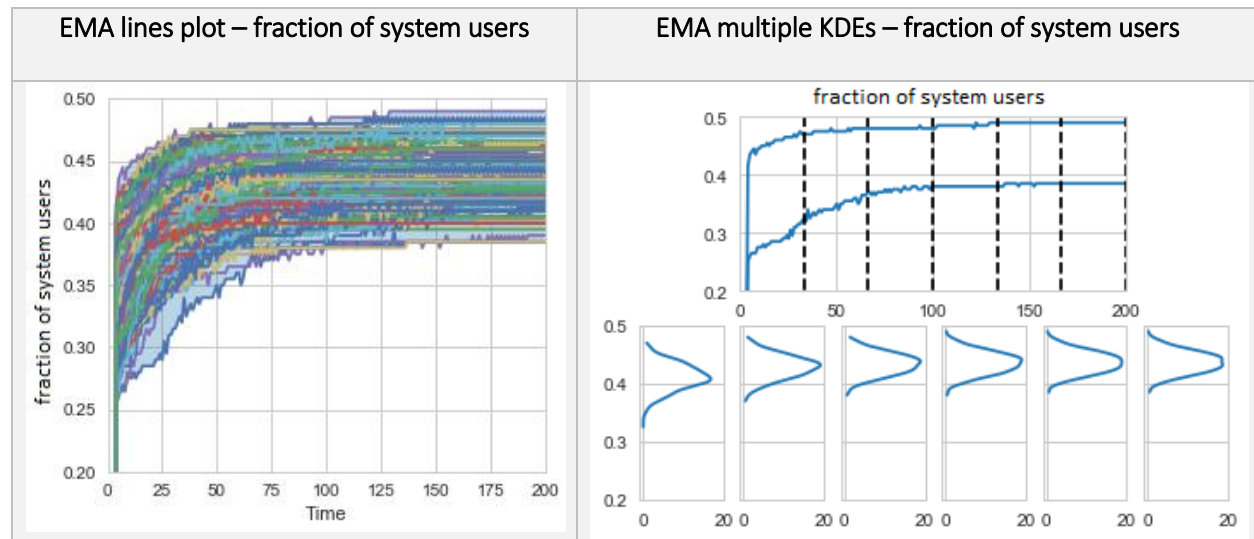 EMA lines plot – fraction of system users
EMA multiple KDEs – fraction of system users
fraction of system users
0.50
0.45
0.40
0.35
0.30
0.25
0.20
0 25 50 75 100 125 150 175 200
Time
fraction of system users
0.5
0.4
0.3
0.2
0 50 100 150 200
0.5
0.4
0.3
0.2
0 20 0 20 0 20 0 20 0 20 0 20